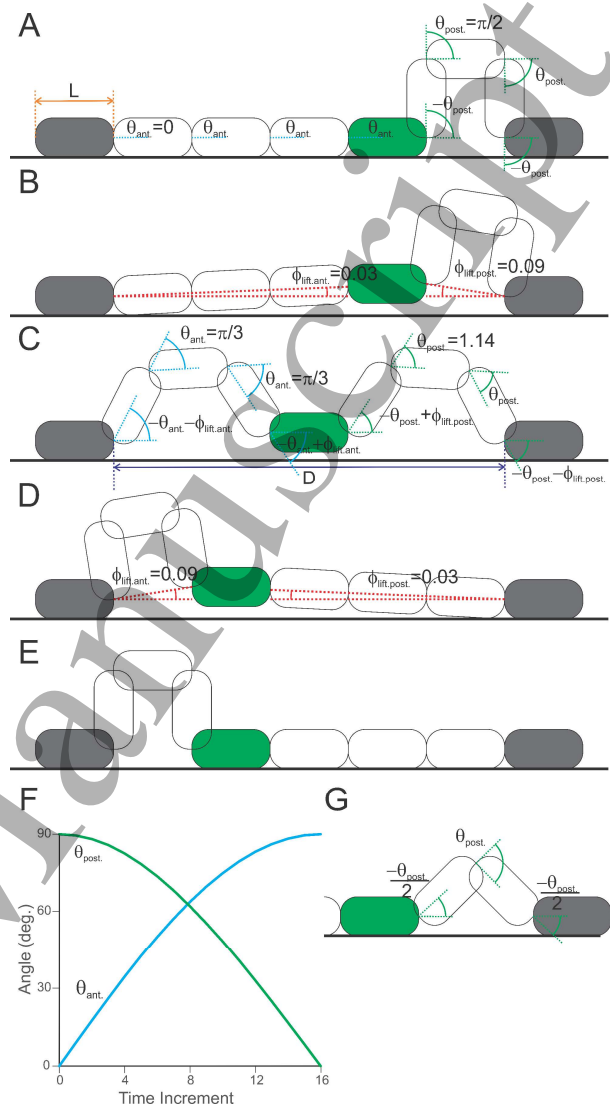 A
θpost.=π/2
L
θant.=0
θant.
θant.
θant.
-θpost.
θpost.
-θpost.
B
ϕlift.ant.=0.03
ϕlift.post.=0.09
C
θant.=π/3
θpost.=1.14
θant.=π/3
θpost.
-θant.-ϕlift.ant.
-θant.+ϕlift.ant.
-θpost.+ϕlift.post.
D
-θpost.-ϕlift.post.
D
ϕlift.ant.=0.09
ϕlift.post.=0.03
E
F
G
90
60
30
0
Angle (deg.)
θpost.
θant.
0 4 8 12 16
Time Increment
θpost.
-θpost.
2
-θpost.
2
Manuscript